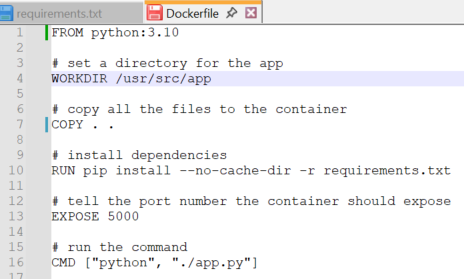 requirements.txt Dockerfile
1 FROM python:3.10
2
3 # set a directory for the app
4 WORKDIR /usr/src/app
5
6 # copy all the files to the container
7 COPY . .
8
9 # install dependencies
10 RUN pip install --no-cache-dir -r requirements.txt
11
12 # tell the port number the container should expose
13 EXPOSE 5000
14
15 # run the command
16 CMD ["python", "./app.py"]
17